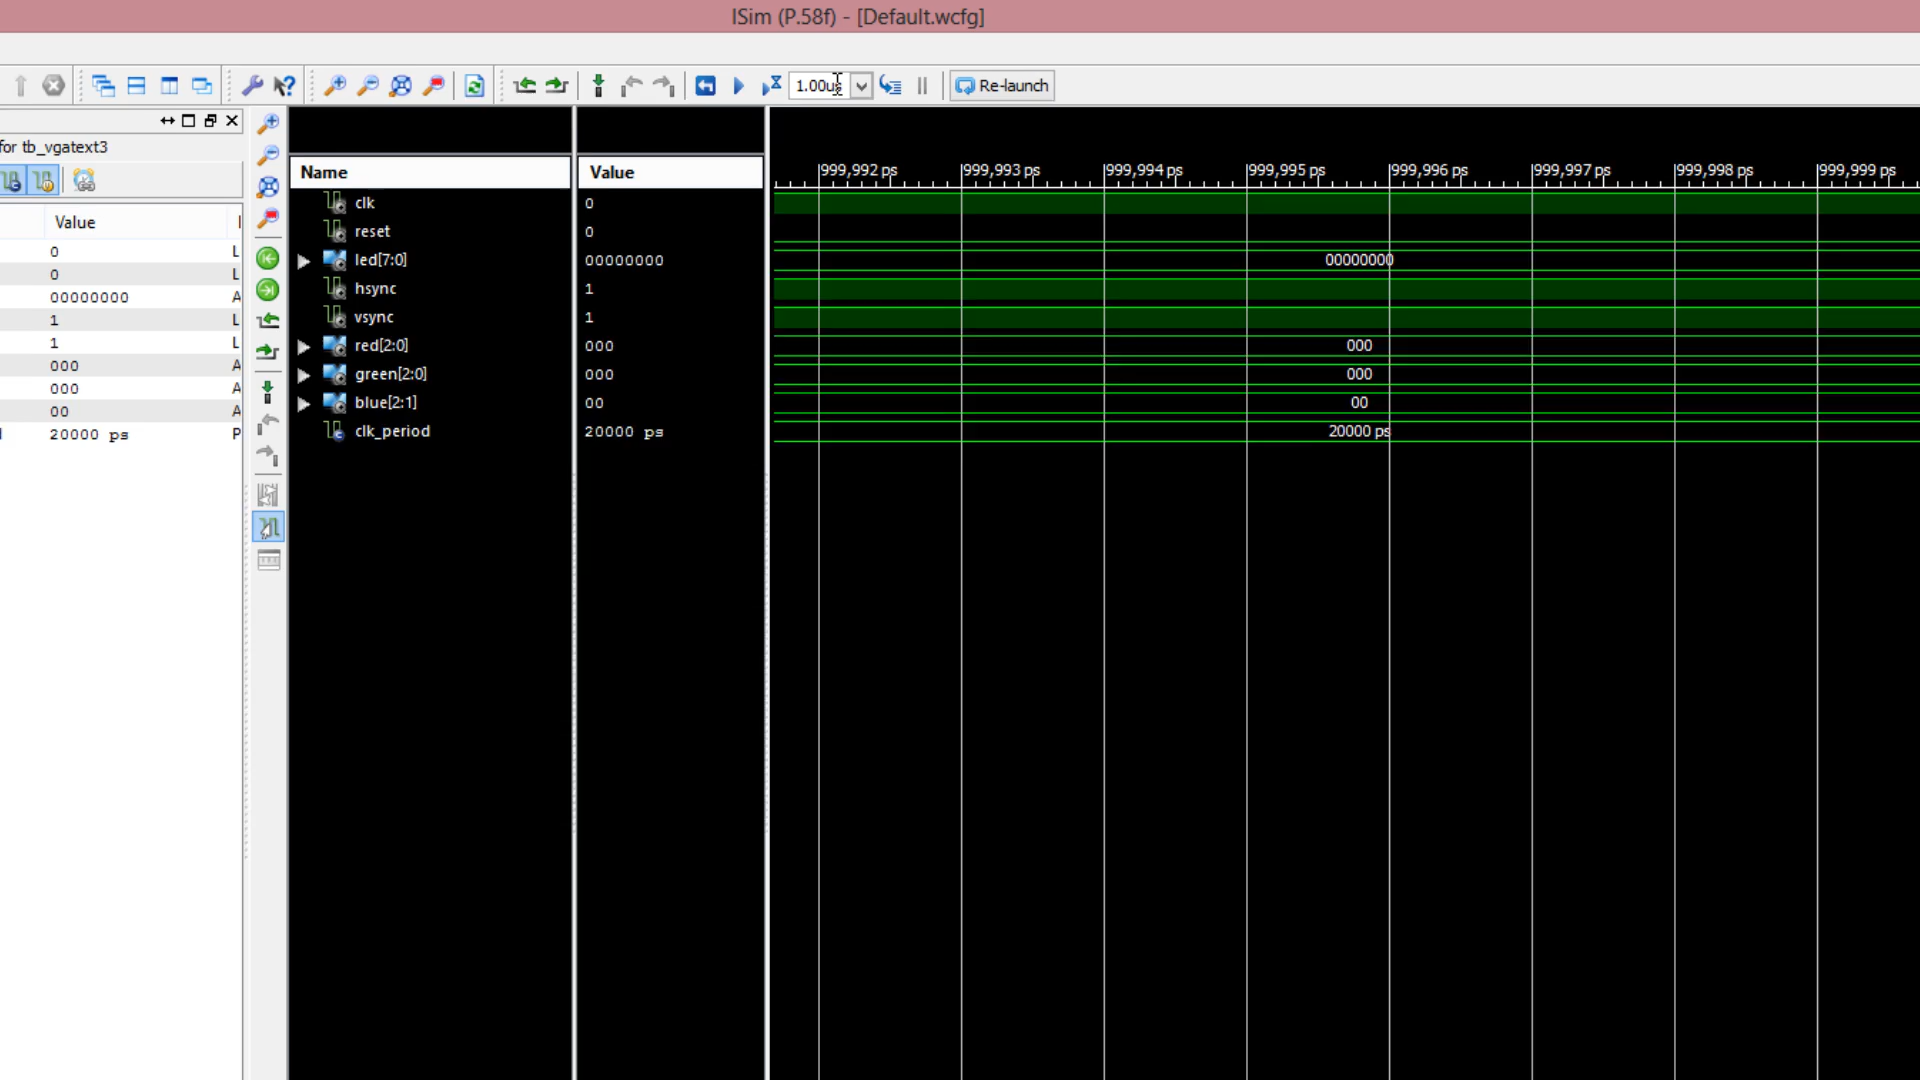 ISim (P.58f) - [Default.wcfg]
1.00us
Re-launch
for tb_vgatext3
Value
0 L
0 L
00000000 A
1 L
1 L
000 A
000 A
00 A
20000 ps P
Name Value
999,992 ps 999,993 ps 999,994 ps 999,995 ps 999,996 ps 999,997 ps 999,998 ps 999,999 ps
clk 0
reset 0
led[7:0] 00000000 00000000
hsync 1
vsync 1
red[2:0] 000 000
green[2:0] 000 000
blue[2:1] 00 00
clk_period 20000 ps 20000 ps